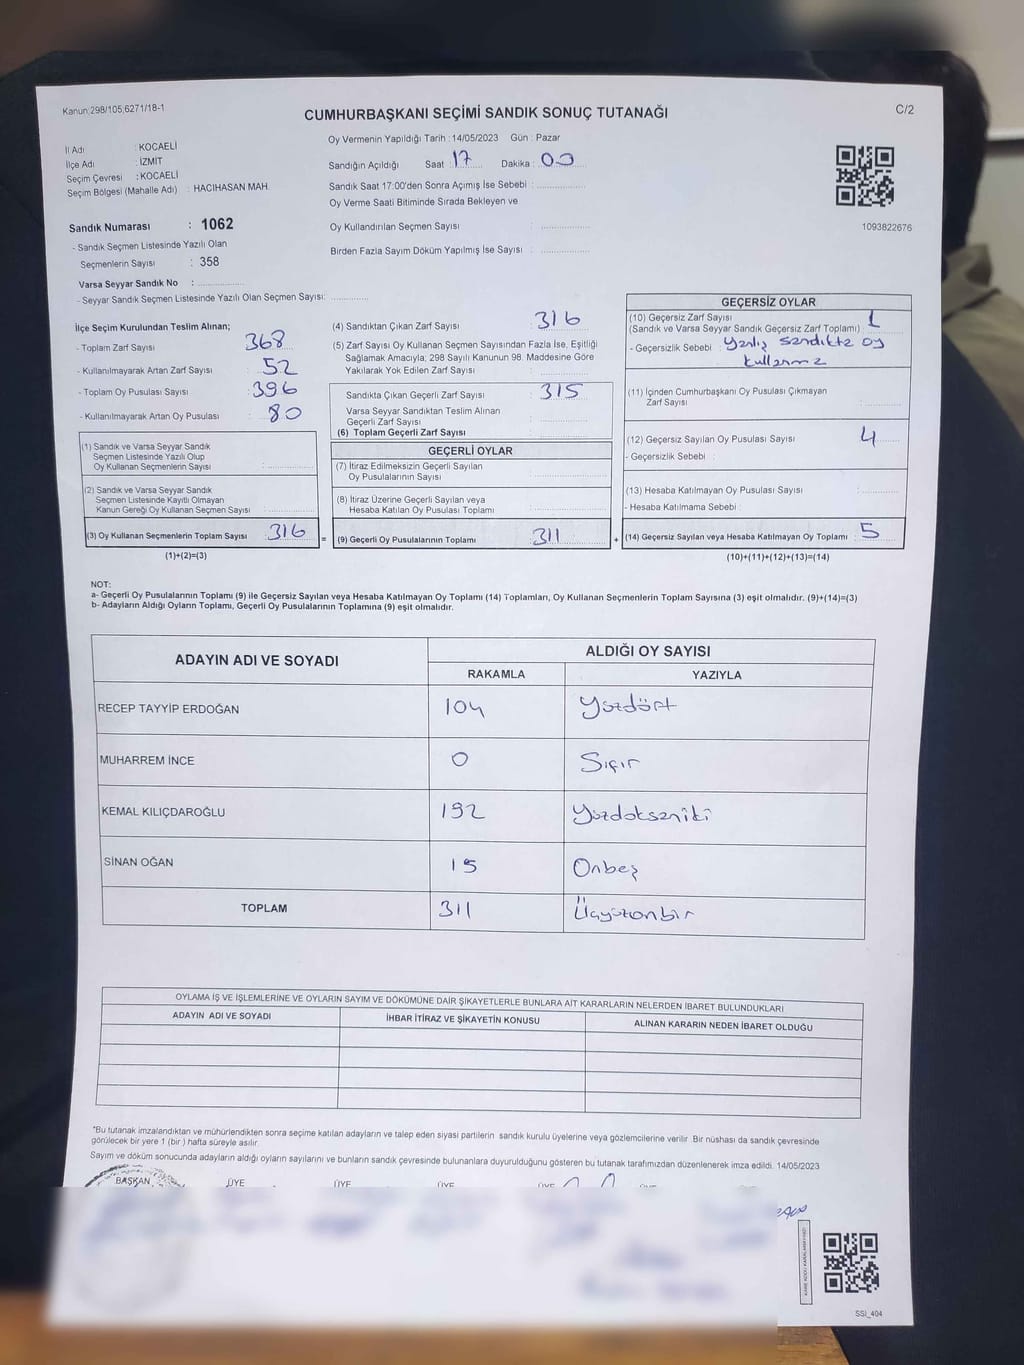 Kanun:298/105;6271/18-1
CUMHURBAŞKANI SEÇİMİ SANDIK SONUÇ TUTANAĞI
C/2
İl Adı : KOCAELİ
İlçe Adı : İZMİT
Seçim Çevresi : KOCAELİ
Seçim Bölgesi (Mahalle Adı) : HACIHASAN MAH.
Sandık Numarası : 1062
- Sandık Seçmen Listesinde Yazılı Olan
Seçmenlerin Sayısı : 358
Varsa Seyyar Sandık No :
- Seyyar Sandık Seçmen Listesinde Yazılı Olan Seçmen Sayısı:
Oy Vermenin Yapıldığı Tarih : 14/05/2023 Gün : Pazar
Sandığın Açıldığı Saat : 17 Dakika : 00
Sandık Saat 17:00'den Sonra Açımış İse Sebebi :
Oy Verme Saati Bitiminde Sırada Bekleyen ve
Oy Kullandırılan Seçmen Sayısı :
Birden Fazla Sayım Döküm Yapılmış İse Sayısı :
1093822676
İlçe Seçim Kurulundan Teslim Alınan;
- Toplam Zarf Sayısı : 368
- Kullanılmayarak Artan Zarf Sayısı : 52
- Toplam Oy Pusulası Sayısı : 396
- Kullanılmayarak Artan Oy Pusulası : 80
(1) Sandık ve Varsa Seyyar Sandık
Seçmen Listesinde Yazılı Olup
Oy Kullanan Seçmenlerin Sayısı :
(2) Sandık ve Varsa Seyyar Sandık
Seçmen Listesinde Kayıtlı Olmayan
Kanun Gereği Oy Kullanan Seçmen Sayısı :
(3) Oy Kullanan Seçmenlerin Toplam Sayısı : 316
(1)+(2)=(3)
(4) Sandıktan Çıkan Zarf Sayısı : 316
(5) Zarf Sayısı Oy Kullanan Seçmen Sayısından Fazla İse, Eşitliği
Sağlamak Amacıyla; 298 Sayılı Kanunun 98. Maddesine Göre
Yakılarak Yok Edilen Zarf Sayısı :
Sandıkta Çıkan Geçerli Zarf Sayısı : 315
Varsa Seyyar Sandıktan Teslim Alınan
Geçerli Zarf Sayısı :
(6) Toplam Geçerli Zarf Sayısı :
GEÇERLİ OYLAR
(7) İtiraz Edilmeksizin Geçerli Sayılan
Oy Pusulasının Sayısı :
(8) İtiraz Üzerine Geçerli Sayılan veya
Hesaba Katılan Oy Pusulası Toplamı :
= (9) Geçerli Oy Pusulalarının Toplamı : 311 +
GEÇERSİZ OYLAR
(10) Geçersiz Zarf Sayısı
(Sandık ve Varsa Seyyar Sandık Geçersiz Zarf Toplamı) : 1
- Geçersizlik Sebebi : Yanlış sandıkta oy
kullanma
(11) İçinden Cumhurbaşkanı Oy Pusulası Çıkmayan
Zarf Sayısı :
(12) Geçersiz Sayılan Oy Pusulası Sayısı : 4
- Geçersizlik Sebebi :
(13) Hesaba Katılmayan Oy Pusulası Sayısı :
- Hesaba Katılmama Sebebi :
(14) Geçersiz Sayılan veya Hesaba Katılmayan Oy Toplamı : 5
(10)+(11)+(12)+(13)=(14)
NOT:
a- Geçerli Oy Pusulalarının Toplamı (9) ile Geçersiz Sayılan veya Hesaba Katılmayan Oy Toplamı (14) Toplamları, Oy Kullanan Seçmenlerin Toplam Sayısına (3) eşit olmalıdır. (9)+(14)=(3)
b- Adayların Aldığı Oyların Toplamı, Geçerli Oy Pusulalarının Toplamına (9) eşit olmalıdır.
ADAYIN ADI VE SOYADI ALDIĞI OY SAYISI
RAKAMLA YAZIYLA
RECEP TAYYİP ERDOĞAN 104 Yüzdört
MUHARREM İNCE 0 Sıfır
KEMAL KILIÇDAROĞLU 192 Yüzdoksaniki
SİNAN OĞAN 15 Onbeş
TOPLAM 311 Üçyüzonbir
OYLAMA İŞ VE İŞLEMLERİNE VE OYLARIN SAYIM VE DÖKÜMÜNE DAİR ŞİKAYETLERLE BUNLARA AİT KARARLARIN NELERDEN İBARET BULUNDUKLARI
ADAYIN ADI VE SOYADI İHBAR İTİRAZ VE ŞİKAYETİN KONUSU ALINAN KARARIN NEDEN İBARET OLDUĞU
*Bu tutanak imzalandıktan ve mühürlendikten sonra seçime katılan adayların ve talep eden siyasi partilerin sandık kurulu üyelerine veya gözlemcilerine verilir. Bir nüshası da sandık çevresinde
görülecek bir yere 1 (bir) hafta süreyle asılır.
Sayım ve döküm sonucunda adayların aldığı oyların sayılarını ve bunların sandık çevresinde bulunanlara duyurulduğunu gösteren bu tutanak tarafımızdan düzenlenerek imza edildi. 14/05/2023
BAŞKAN ÜYE ÜYE ÜYE ÜYE ÜYE
SSI_404